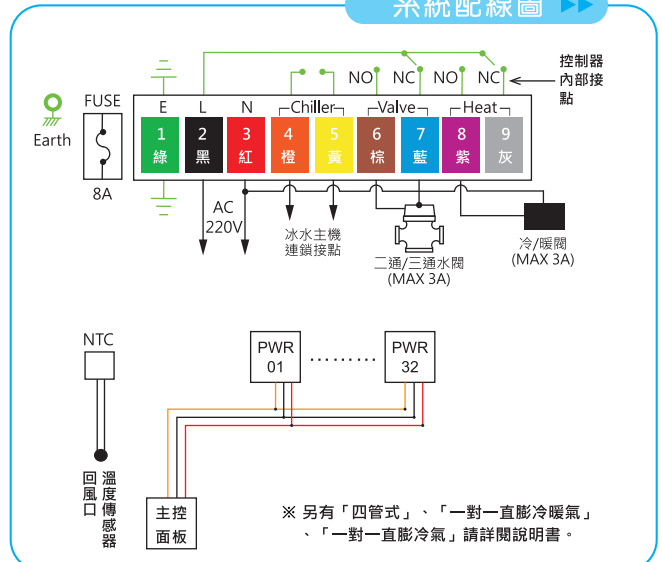 系統配線圖
控制器
內部接
點
NO NC NO NC
FUSE
E L N Chiller Valve Heat
Earth
1 2 3 4 5 6 7 8 9
綠 黑 紅 橙 黃 棕 藍 紫 灰
8A
AC
220V
冰水主機
連鎖接點
二通/三通水閥
(MAX 3A)
冷/暖閥
(MAX 3A)
NTC
PWR
01
.........
PWR
32
溫度傳感器
回風口
主控
面板
※ 另有「四管式」、「一對一直膨冷暖氣」
、「一對一直膨冷氣」請詳閱說明書。